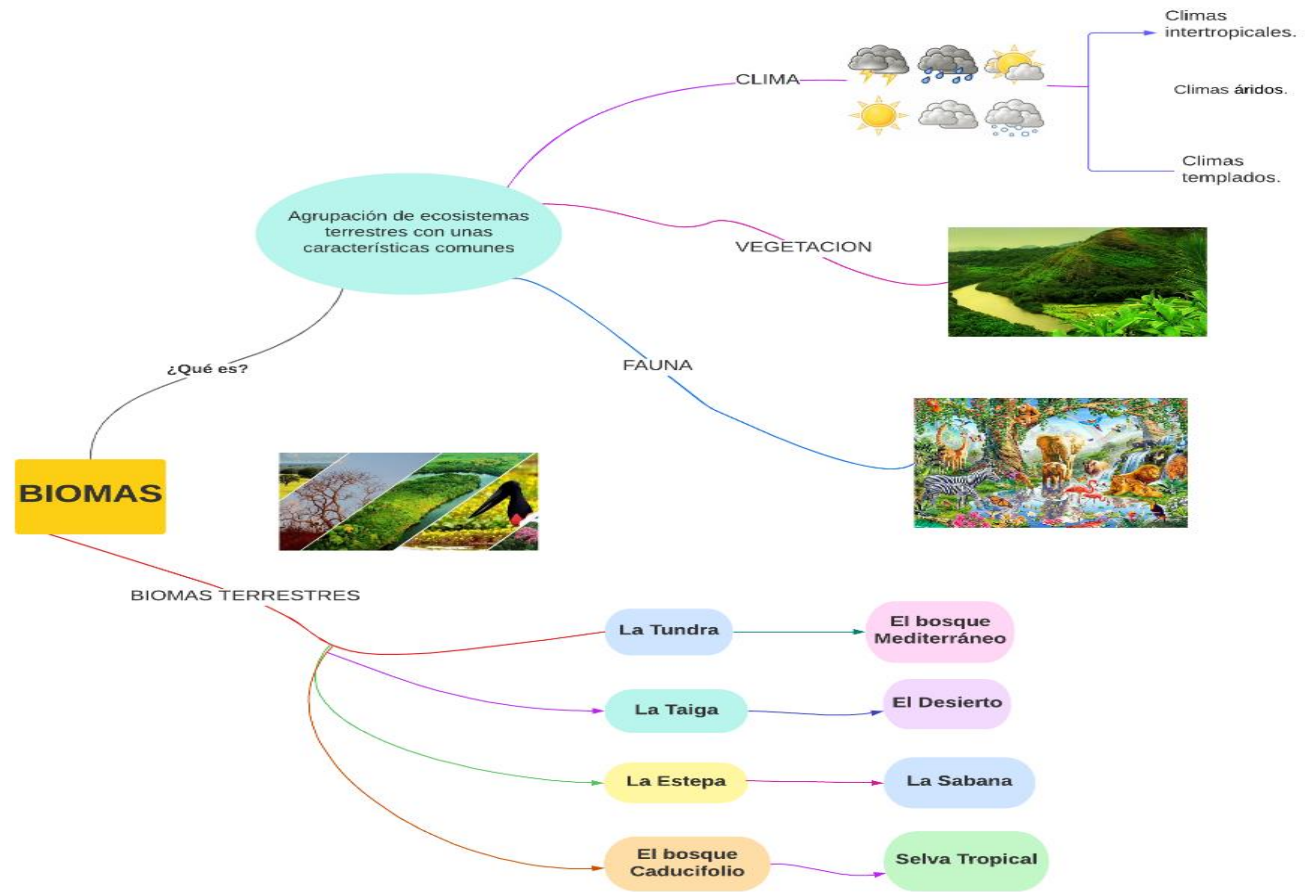 Climas
intertropicales.
CLIMA
Climas áridos.
Climas
templados.
Agrupación de ecosistemas
terrestres con unas
características comunes
VEGETACION
¿Qué es?
FAUNA
BIOMAS
BIOMAS TERRESTRES
La Tundra
El bosque
Mediterráneo
La Taiga
El Desierto
La Estepa
La Sabana
El bosque
Caducifolio
Selva Tropical